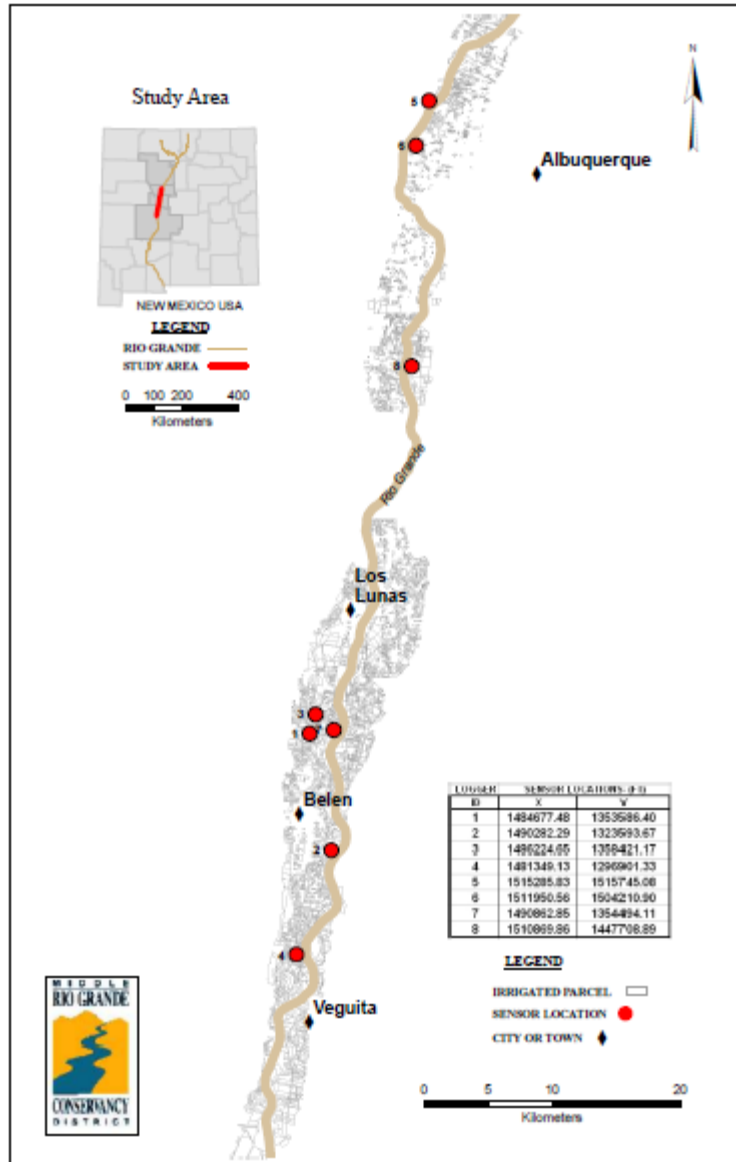 Study Area
N
5
6
Albuquerque
NEW MEXICO USA
LEGEND
RIO GRANDE
STUDY AREA
0 100 200 400
Kilometers
8
Rio Grande
Los
Lunas
3
7
1
Belen
2
4
Veguita
LOGGER SENSOR LOCATIONS (FT)
ID X Y
1 1484677.48 1353586.40
2 1490282.29 1323593.67
3 1486224.65 1358421.17
4 1481349.13 1296901.33
5 1515285.83 1515745.08
6 1511950.56 1504210.90
7 1490862.85 1354494.11
8 1510869.86 1447708.89
LEGEND
IRRIGATED PARCEL
SENSOR LOCATION
CITY OR TOWN
0 5 10 20
Kilometers
MIDDLE
RIO GRANDE
CONSERVANCY
DISTRICT